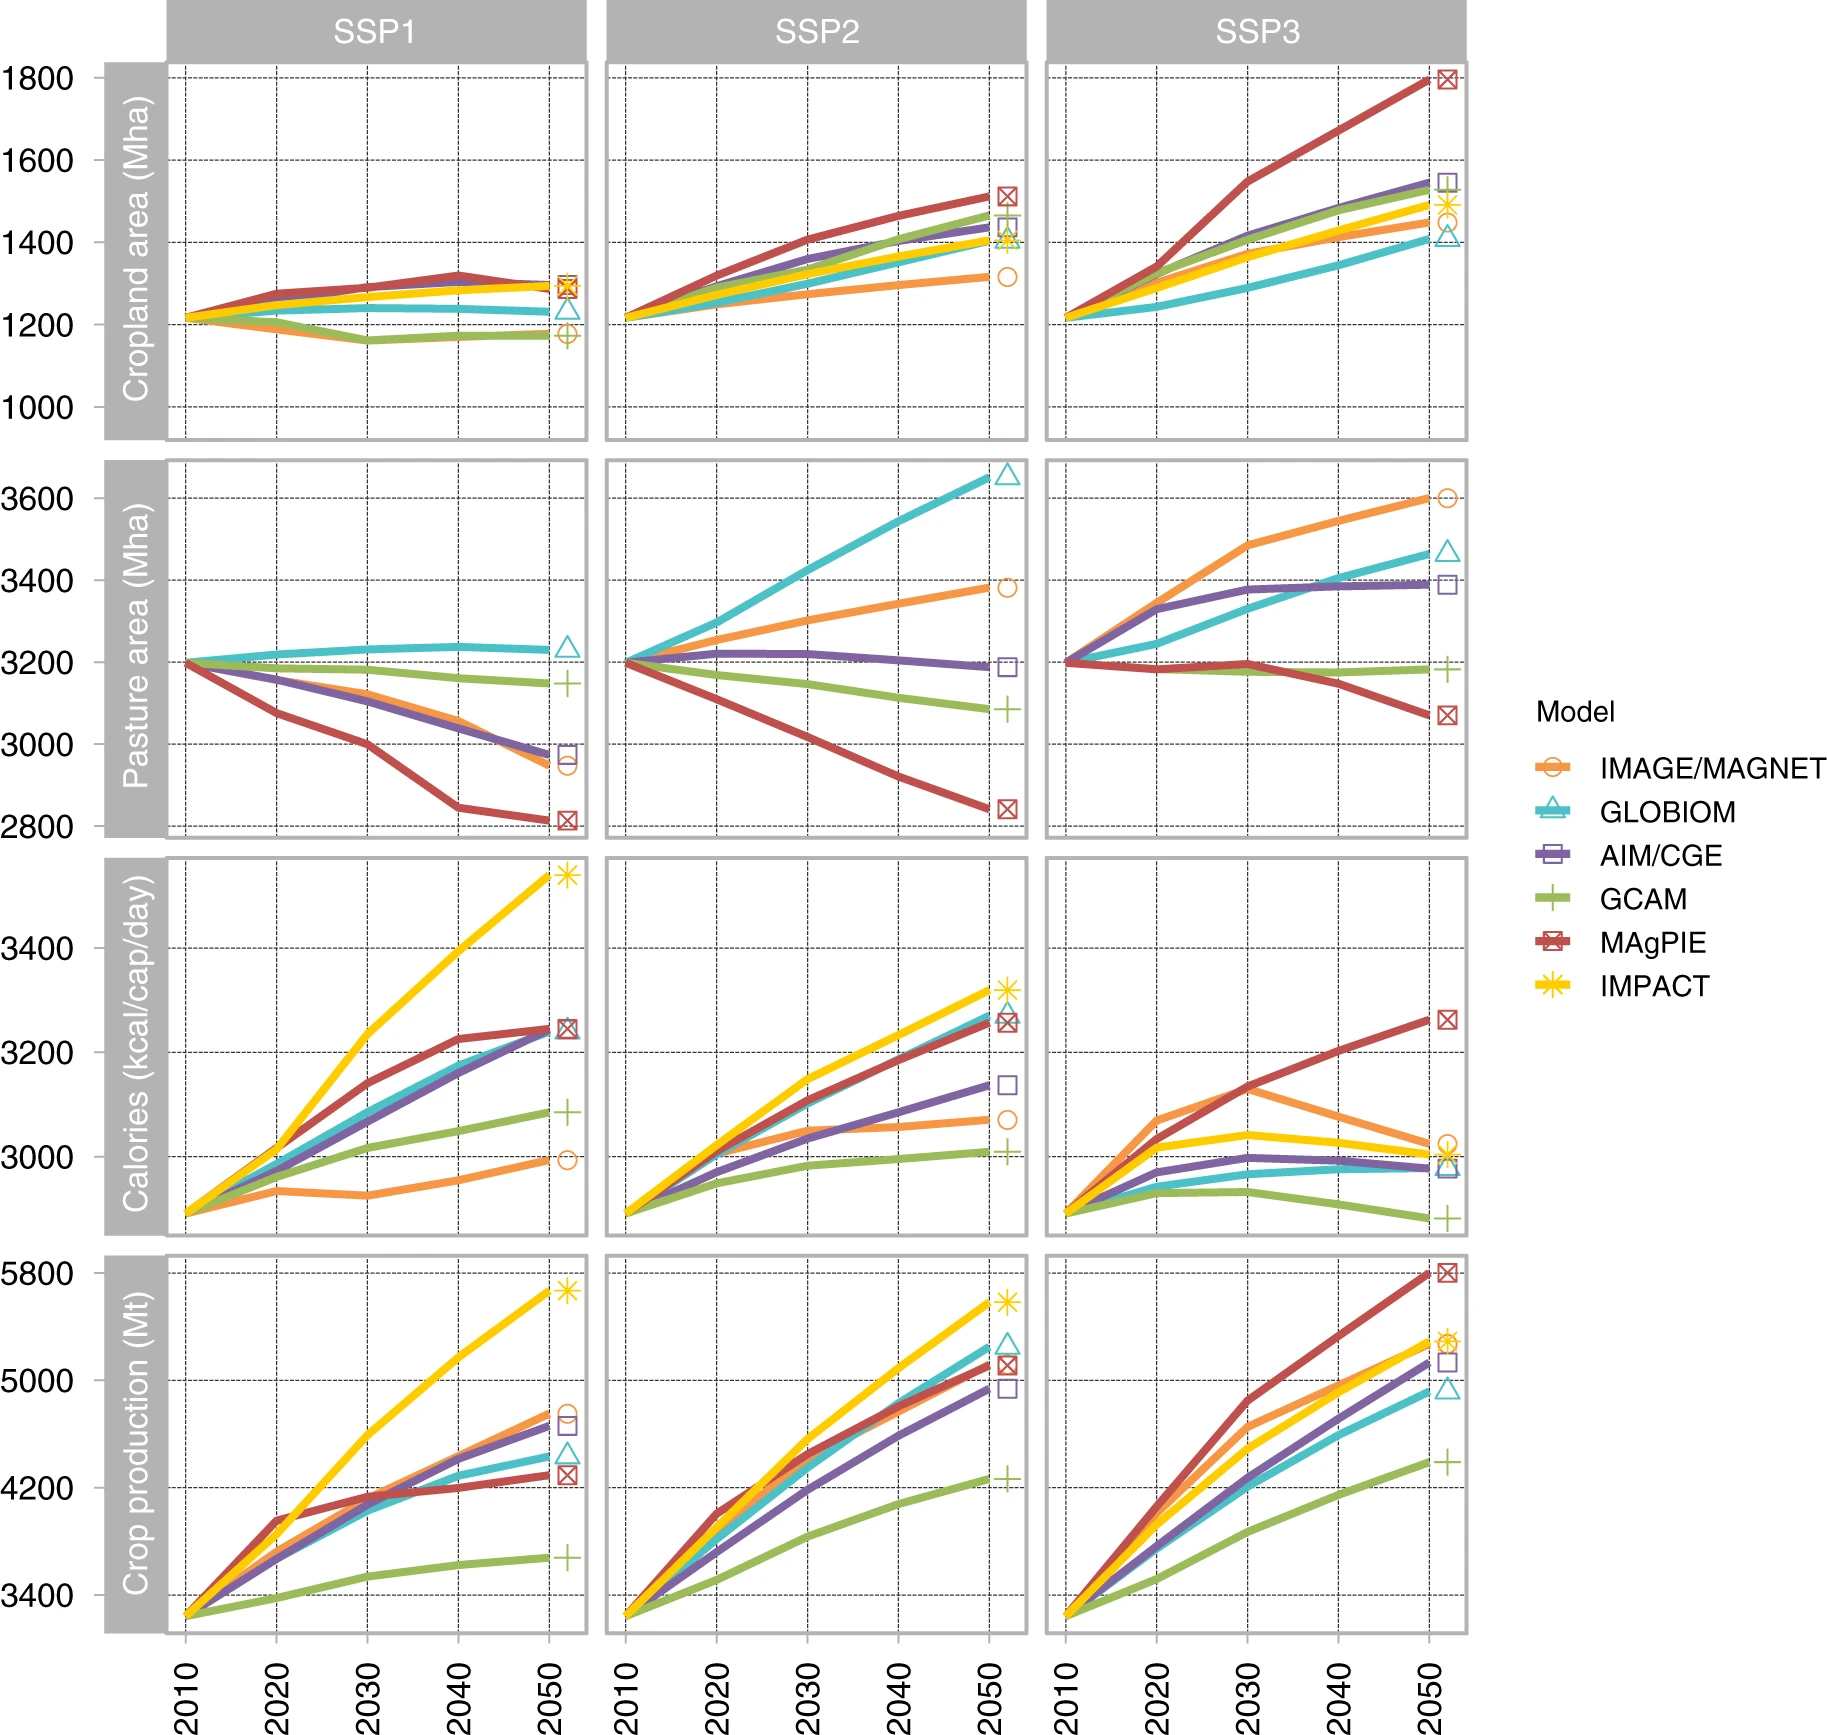 SSP1 SSP2 SSP3
Cropland area (Mha)
1800
1600
1400
1200
1000
Pasture area (Mha)
3600
3400
3200
3000
2800
Calories (kcal/cap/day)
3400
3200
3000
Crop production (Mt)
5800
5000
4200
3400
2010 2020 2030 2040 2050 2010 2020 2030 2040 2050 2010 2020 2030 2040 2050
Model
IMAGE/MAGNET
GLOBIOM
AIM/CGE
GCAM
MAgPIE
IMPACT